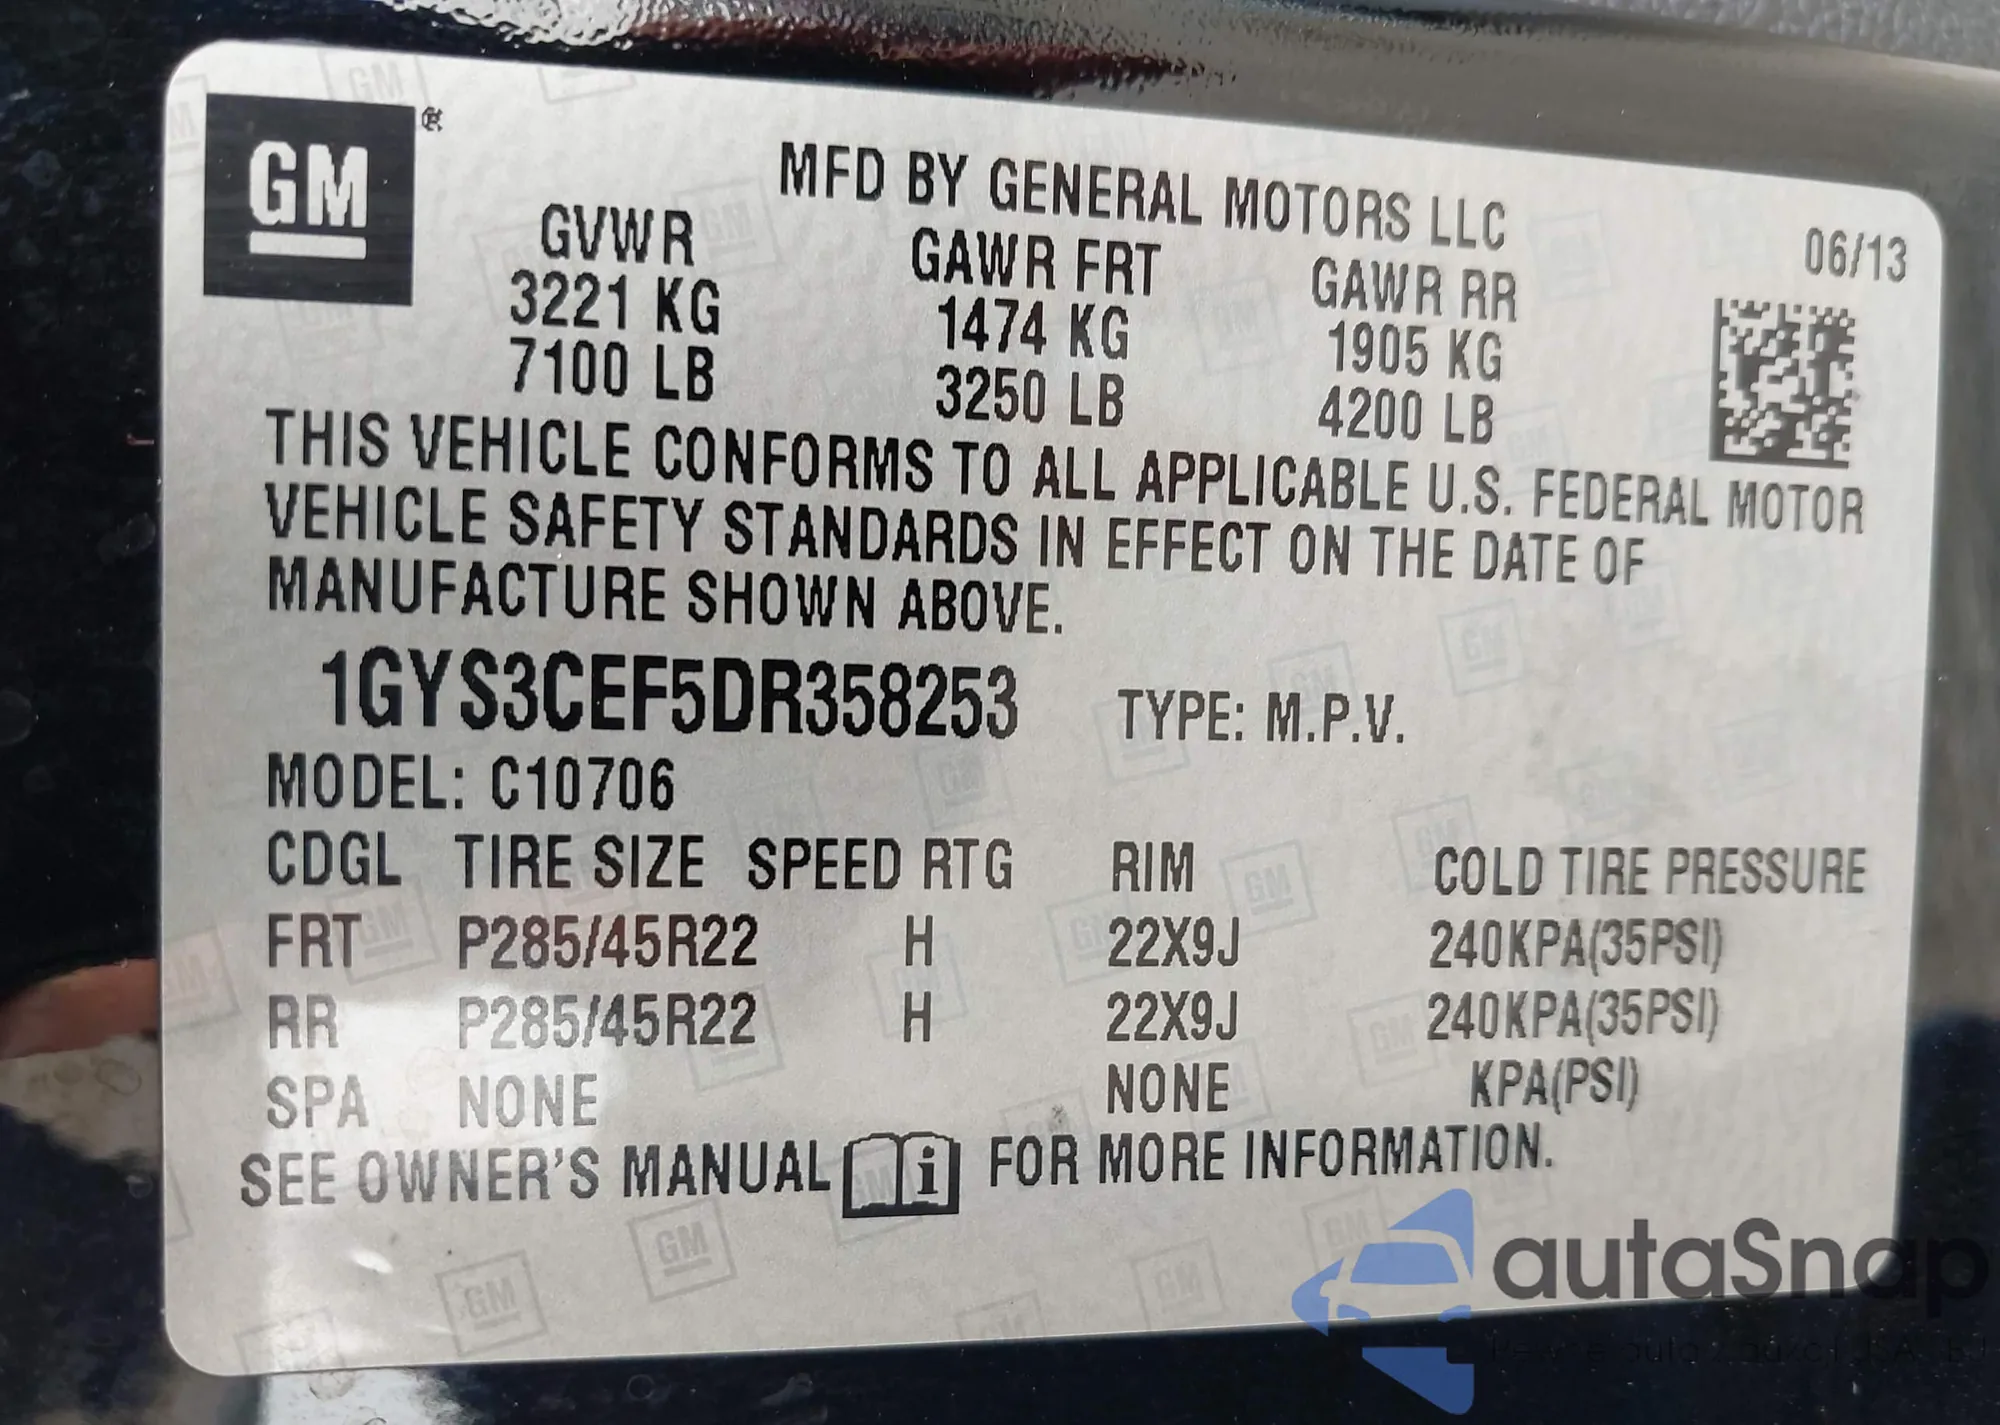 GM ®
MFD BY GENERAL MOTORS LLC
06/13
GVWR GAWR FRT GAWR RR
3221 KG 1474 KG 1905 KG
7100 LB 3250 LB 4200 LB
THIS VEHICLE CONFORMS TO ALL APPLICABLE U.S. FEDERAL MOTOR
VEHICLE SAFETY STANDARDS IN EFFECT ON THE DATE OF
MANUFACTURE SHOWN ABOVE.
1GYS3CEF5DR358253 TYPE: M.P.V.
MODEL: C10706
CDGL TIRE SIZE SPEED RTG RIM COLD TIRE PRESSURE
FRT P285/45R22 H 22X9J 240KPA(35PSI)
RR P285/45R22 H 22X9J 240KPA(35PSI)
SPA NONE NONE KPA(PSI)
SEE OWNER'S MANUAL i FOR MORE INFORMATION.
autaSnap